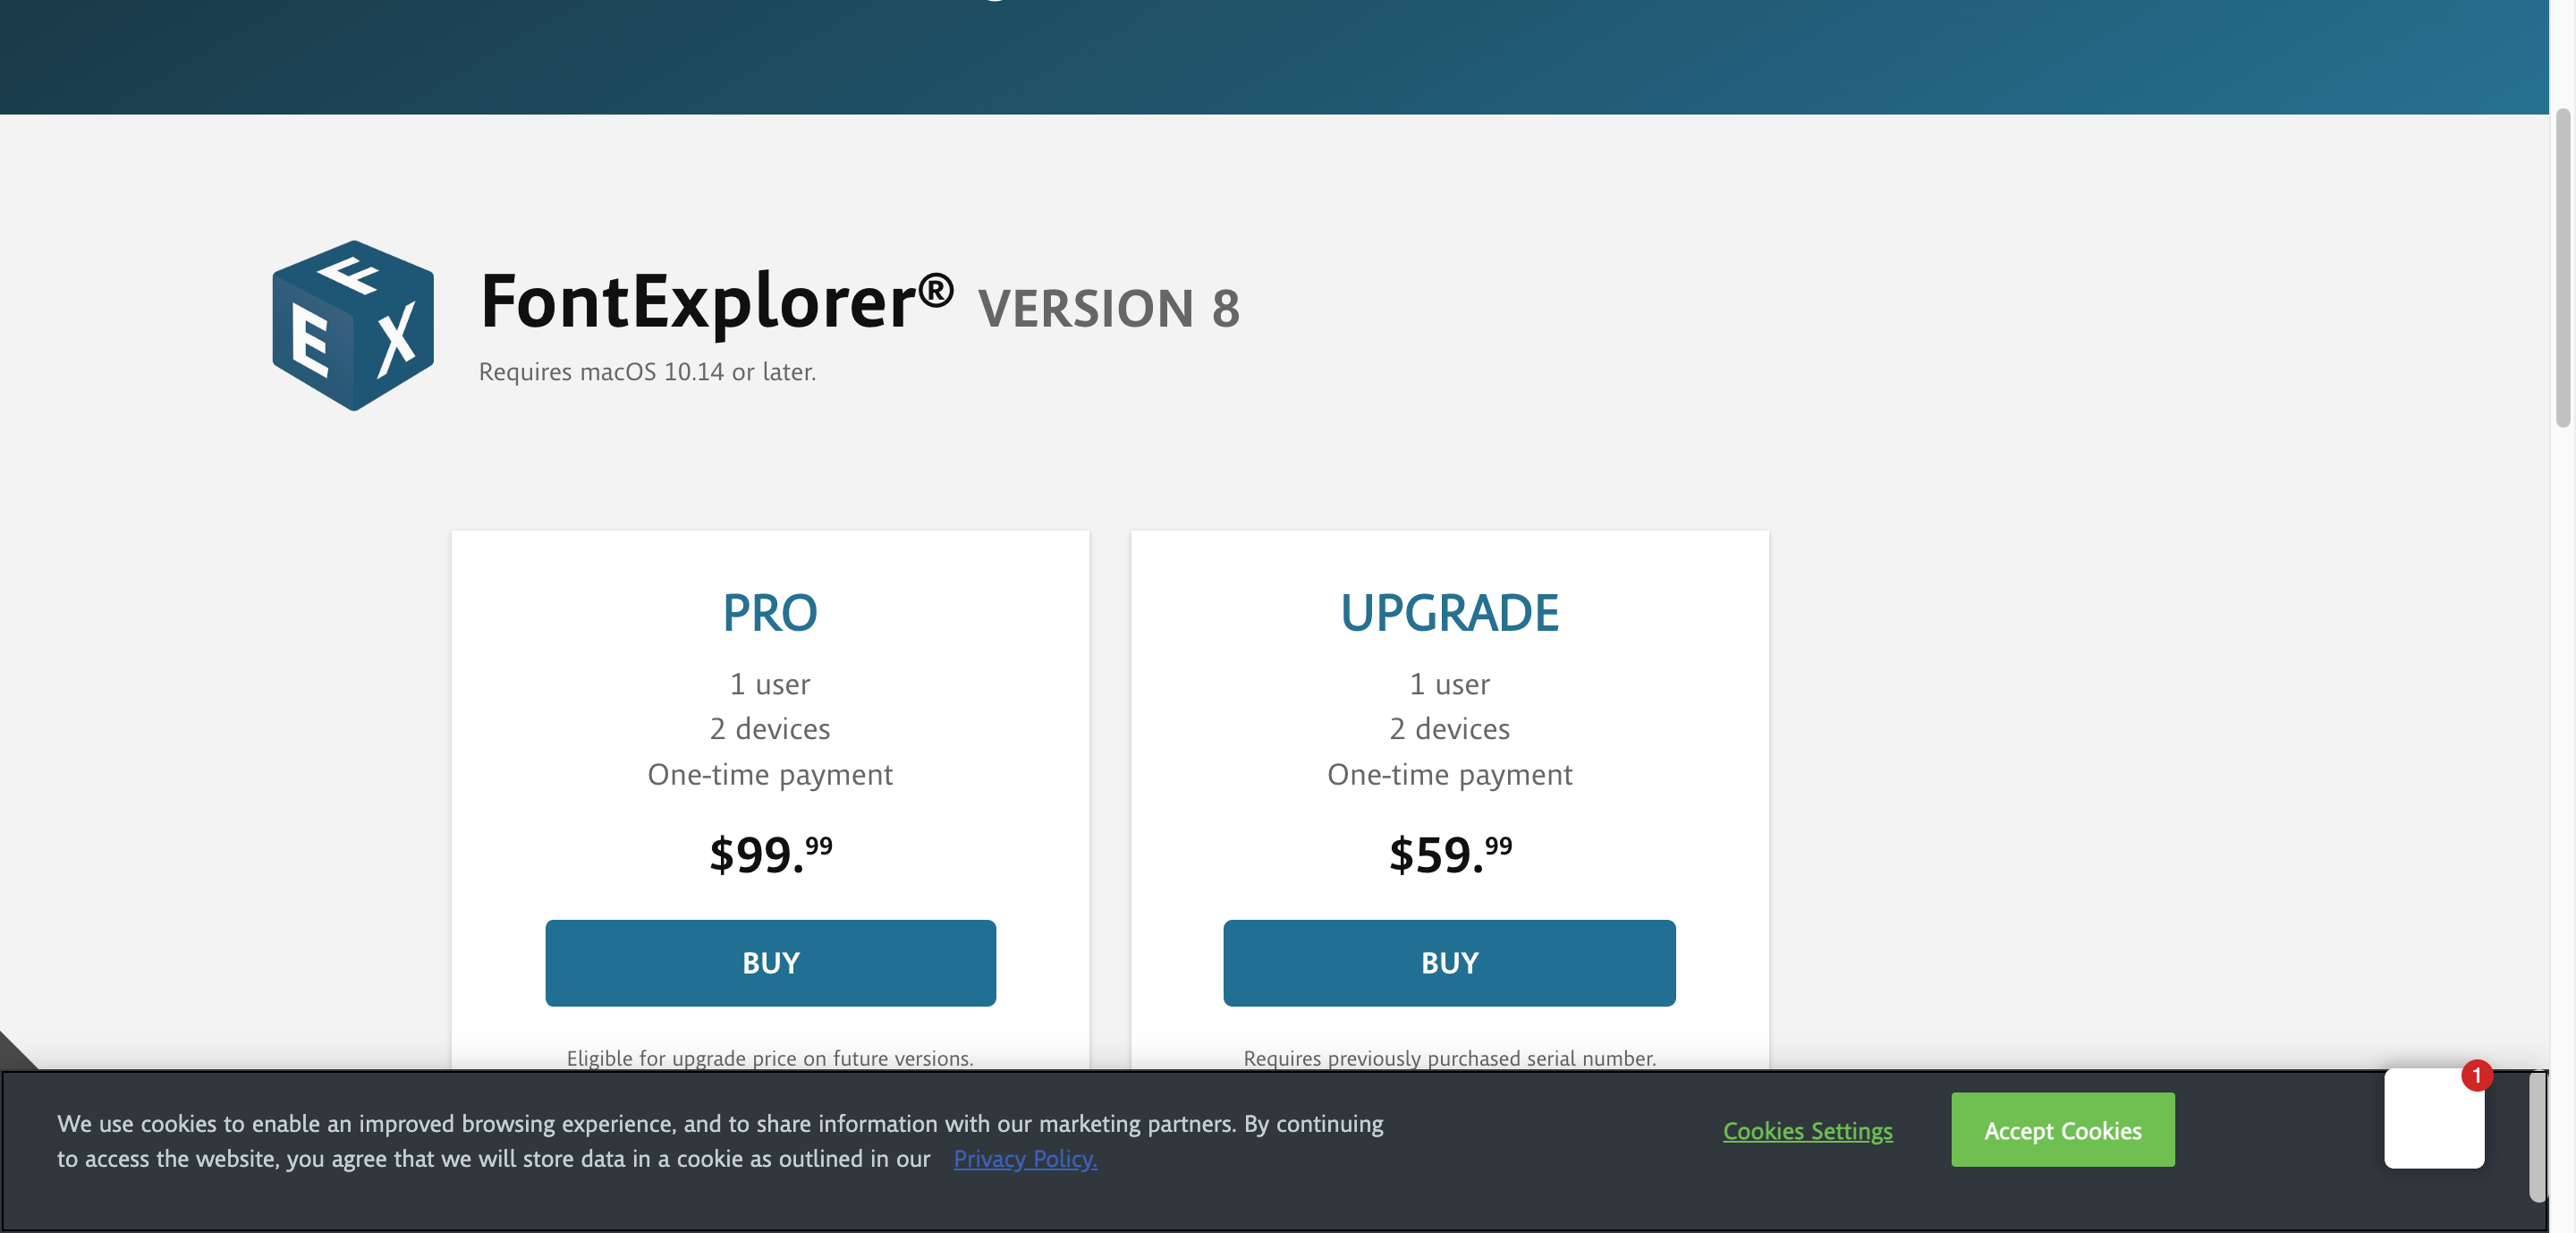 F
E X
FontExplorer® VERSION 8
Requires macOS 10.14 or later.
PRO
1 user
2 devices
One-time payment
$99.99
BUY
Eligible for upgrade price on future versions.
UPGRADE
1 user
2 devices
One-time payment
$59.99
BUY
Requires previously purchased serial number.
We use cookies to enable an improved browsing experience, and to share information with our marketing partners. By continuing
to access the website, you agree that we will store data in a cookie as outlined in our Privacy Policy.
Cookies Settings
Accept Cookies
1